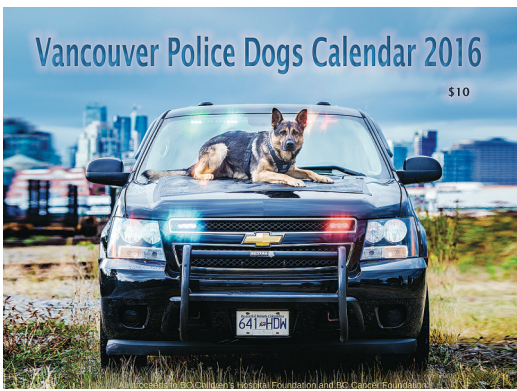 Vancouver Police Dogs Calendar 2016
$10
641 HDW
All proceeds to BC Children's Hospital Foundation and BC Cancer Foundation